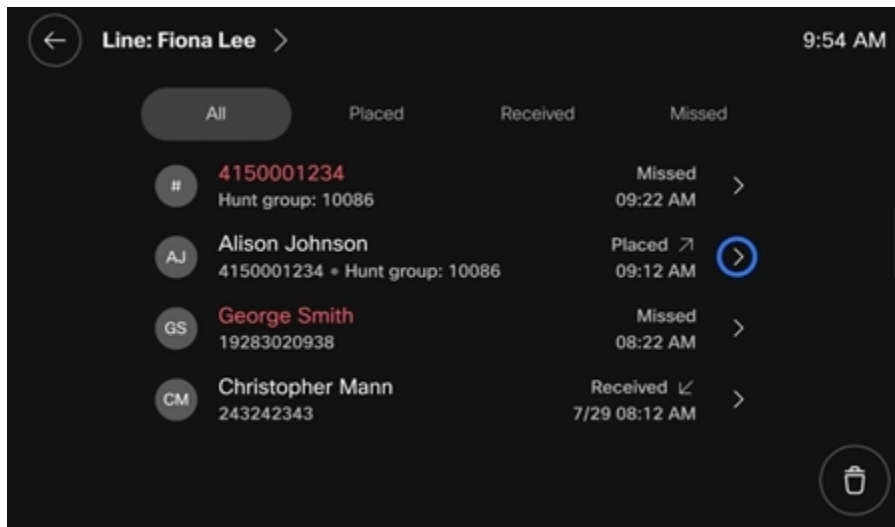 Line: Fiona Lee
9:54 AM
All Placed Received Missed
# 4150001234 Missed
Hunt group: 10086 09:22 AM
AJ Alison Johnson Placed
4150001234 • Hunt group: 10086 09:12 AM
GS George Smith Missed
19283020938 08:22 AM
CM Christopher Mann Received
243242343 7/29 08:12 AM